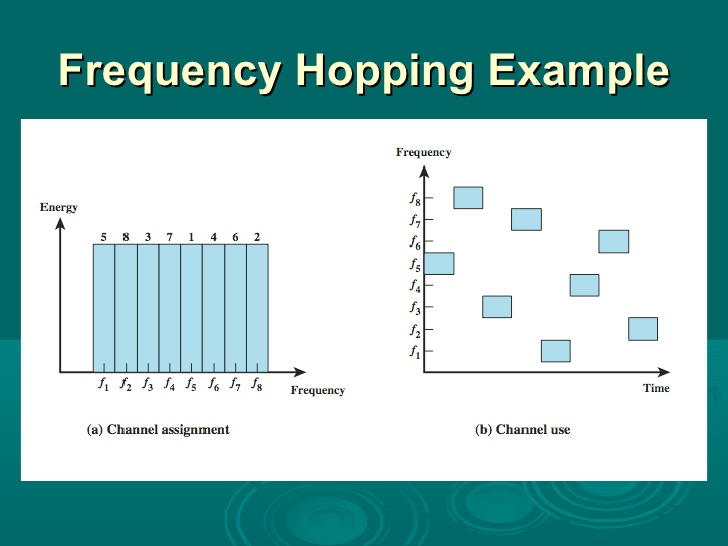 Frequency Hopping Example
Energy
5 8 3 7 1 4 6 2
f1 f2 f3 f4 f5 f6 f7 f8
Frequency
(a) Channel assignment
Frequency
f8
f7
f6
f5
f4
f3
f2
f1
Time
(b) Channel use